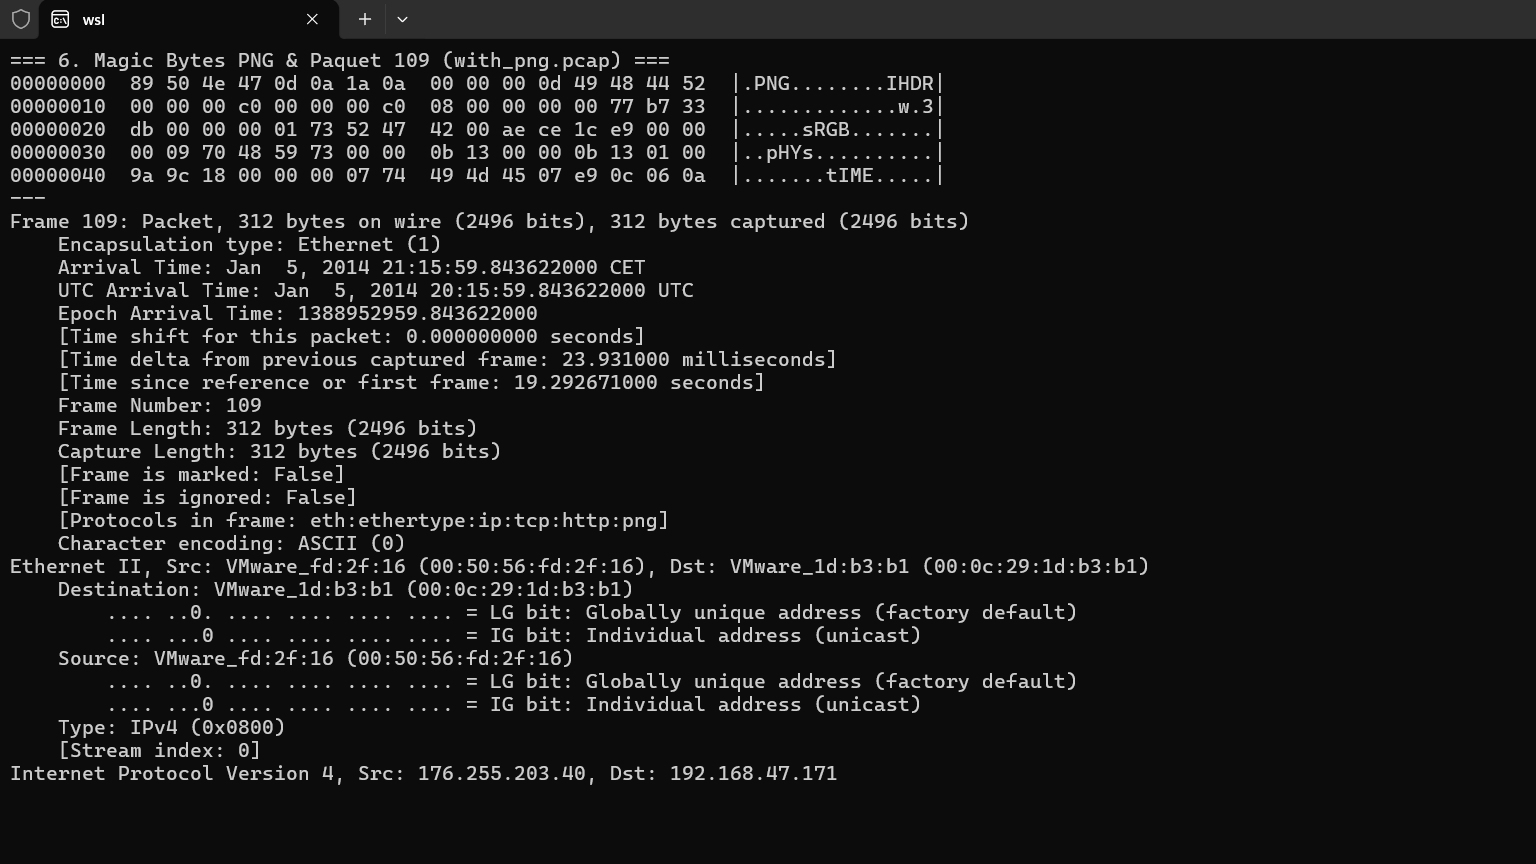 wsl
=== 6. Magic Bytes PNG & Paquet 109 (with_png.pcap) ===
00000000  89 50 4e 47 0d 0a 1a 0a  00 00 00 0d 49 48 44 52  |.PNG........IHDR|
00000010  00 00 00 c0 00 00 00 c0  08 00 00 00 00 77 b7 33  |.............w.3|
00000020  db 00 00 00 01 73 52 47  42 00 ae ce 1c e9 00 00  |.....sRGB.......|
00000030  00 09 70 48 59 73 00 00  0b 13 00 00 0b 13 01 00  |..pHYs..........|
00000040  9a 9c 18 00 00 00 07 74  49 4d 45 07 e9 0c 06 0a  |.......tIME.....|
---
Frame 109: Packet, 312 bytes on wire (2496 bits), 312 bytes captured (2496 bits)
    Encapsulation type: Ethernet (1)
    Arrival Time: Jan  5, 2014 21:15:59.843622000 CET
    UTC Arrival Time: Jan  5, 2014 20:15:59.843622000 UTC
    Epoch Arrival Time: 1388952959.843622000
    [Time shift for this packet: 0.000000000 seconds]
    [Time delta from previous captured frame: 23.931000 milliseconds]
    [Time since reference or first frame: 19.292671000 seconds]
    Frame Number: 109
    Frame Length: 312 bytes (2496 bits)
    Capture Length: 312 bytes (2496 bits)
    [Frame is marked: False]
    [Frame is ignored: False]
    [Protocols in frame: eth:ethertype:ip:tcp:http:png]
    Character encoding: ASCII (0)
Ethernet II, Src: VMware_fd:2f:16 (00:50:56:fd:2f:16), Dst: VMware_1d:b3:b1 (00:0c:29:1d:b3:b1)
    Destination: VMware_1d:b3:b1 (00:0c:29:1d:b3:b1)
        .... ..0. .... .... .... .... = LG bit: Globally unique address (factory default)
        .... ...0 .... .... .... .... = IG bit: Individual address (unicast)
    Source: VMware_fd:2f:16 (00:50:56:fd:2f:16)
        .... ..0. .... .... .... .... = LG bit: Globally unique address (factory default)
        .... ...0 .... .... .... .... = IG bit: Individual address (unicast)
    Type: IPv4 (0x0800)
    [Stream index: 0]
Internet Protocol Version 4, Src: 176.255.203.40, Dst: 192.168.47.171